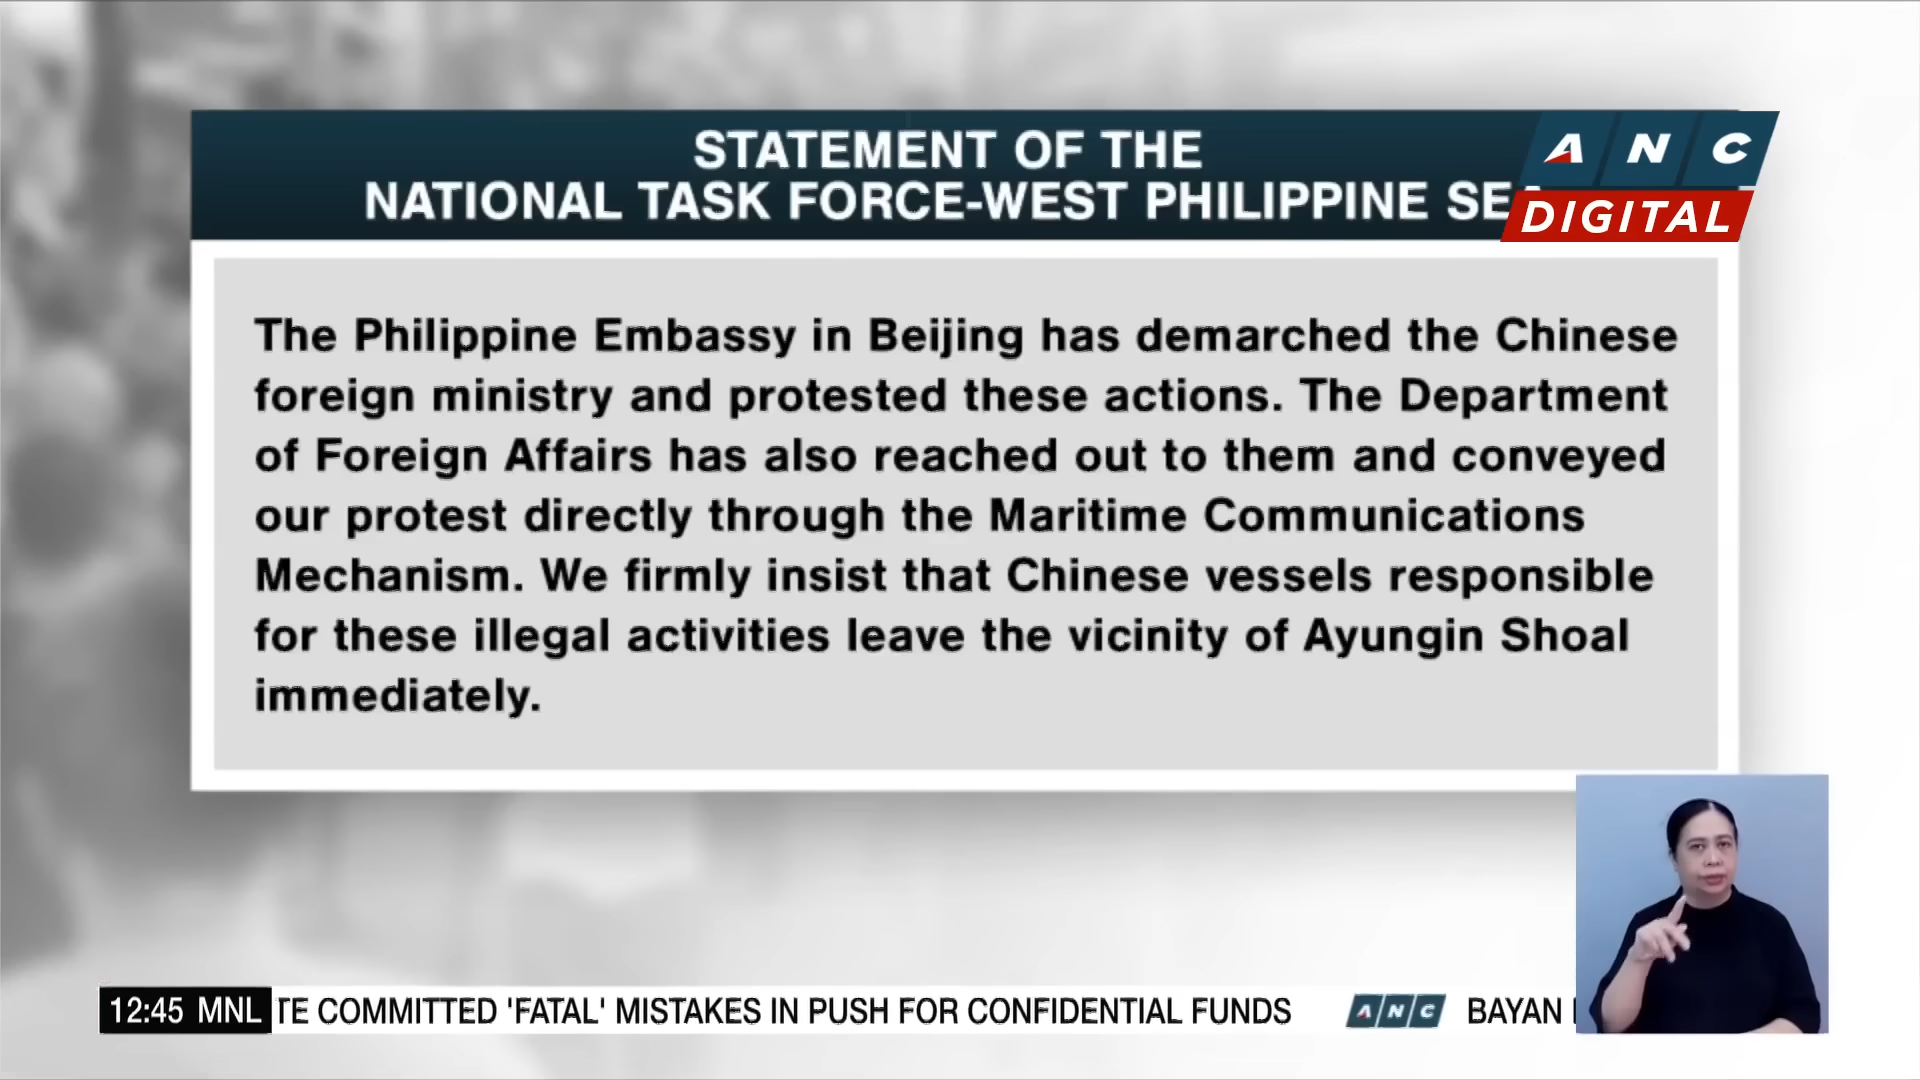 STATEMENT OF THE
NATIONAL TASK FORCE-WEST PHILIPPINE
ANC
DIGITAL
The Philippine Embassy in Beijing has demarched the Chinese
foreign ministry and protested these actions. The Department
of Foreign Affairs has also reached out to them and conveyed
our protest directly through the Maritime Communications
Mechanism. We firmly insist that Chinese vessels responsible
for these illegal activities leave the vicinity of Ayungin Shoal
immediately.
12:45 MNL TE COMMITTED 'FATAL' MISTAKES IN PUSH FOR CONFIDENTIAL FUNDS ANC BAYAN